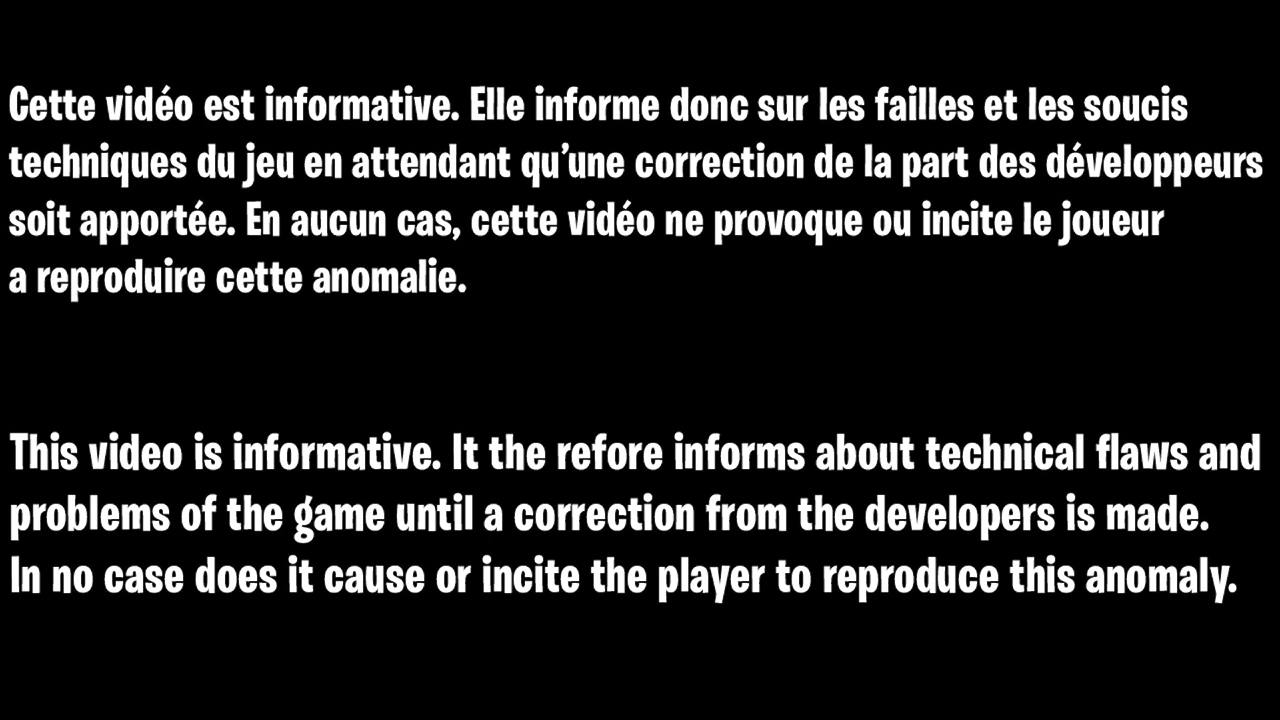 Cette vidéo est informative. Elle informe donc sur les failles et les soucis
techniques du jeu en attendant qu’une correction de la part des développeurs
soit apportée. En aucun cas, cette vidéo ne provoque ou incite le joueur
a reproduire cette anomalie.
This video is informative. It the refore informs about technical flaws and
problems of the game until a correction from the developers is made.
In no case does it cause or incite the player to reproduce this anomaly.